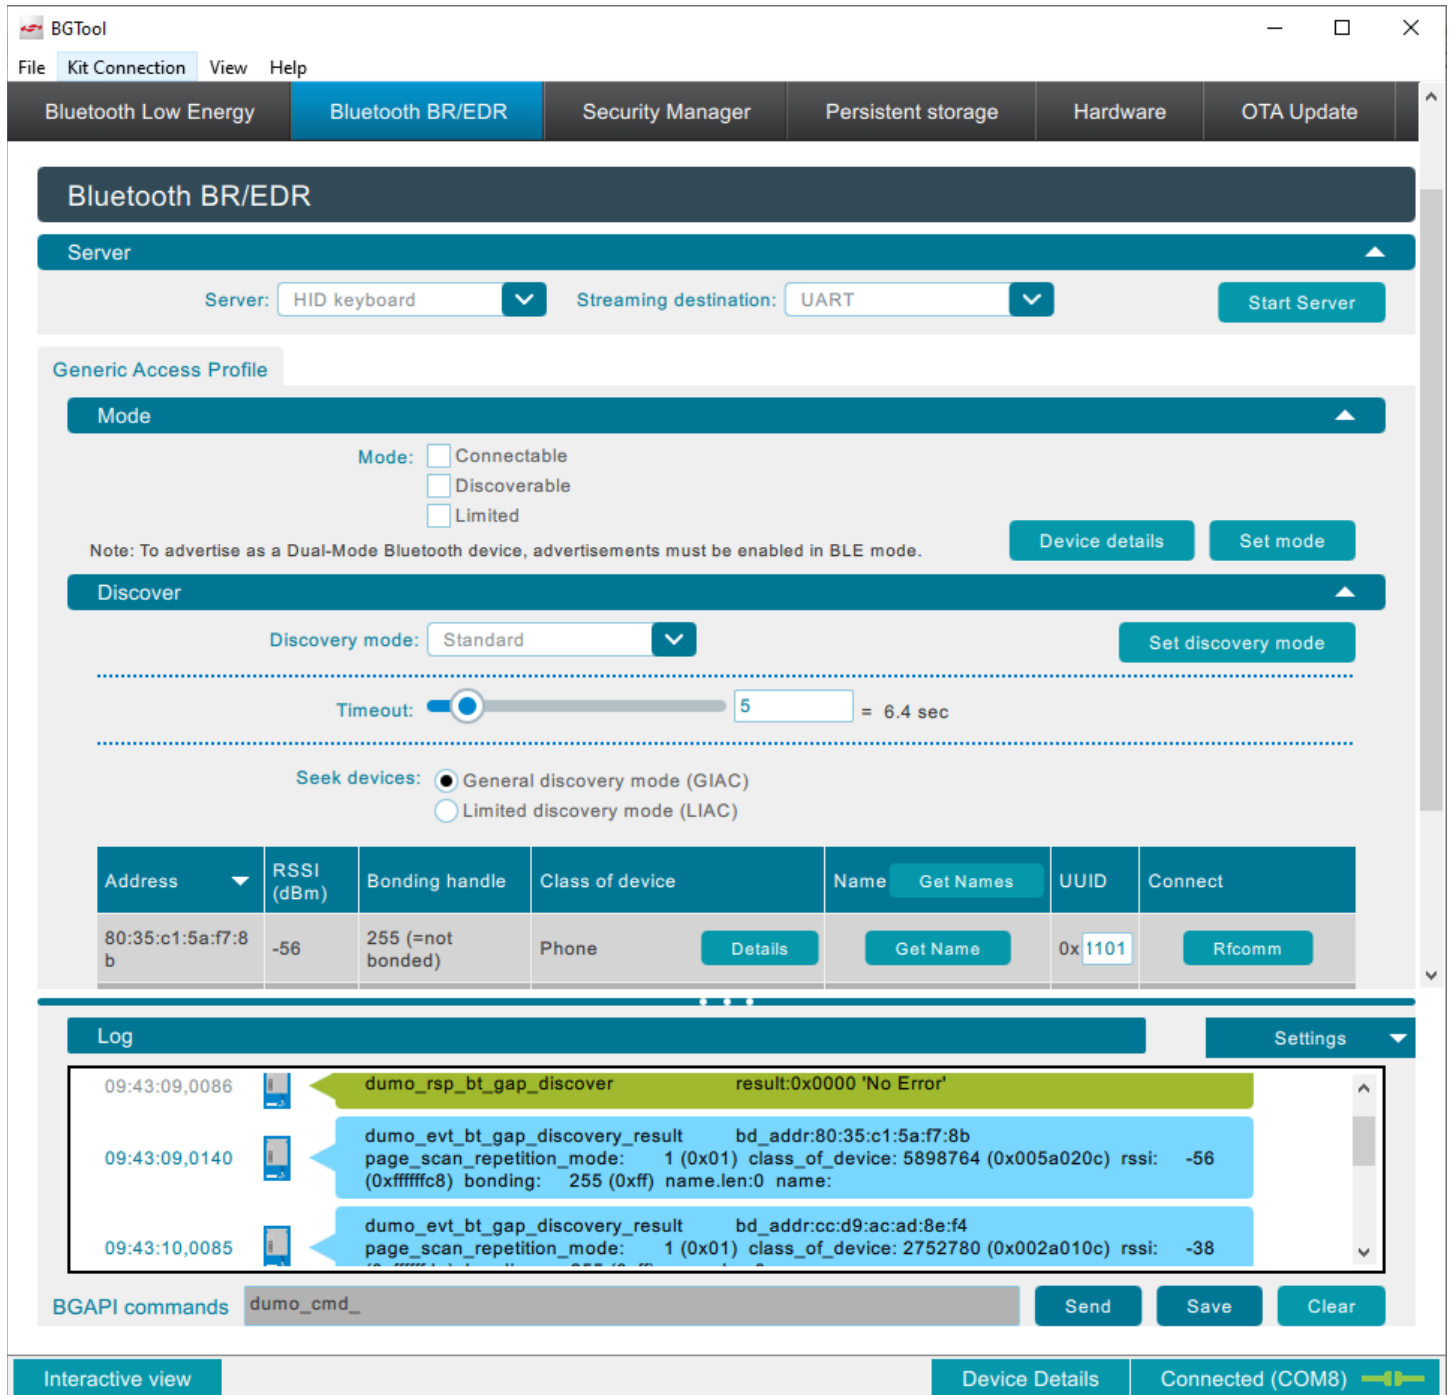 BGTool
File Kit Connection View Help
Bluetooth Low Energy Bluetooth BR/EDR Security Manager Persistent storage Hardware OTA Update
Bluetooth BR/EDR
Server
Server: HID keyboard Streaming destination: UART Start Server
Generic Access Profile
Mode
Mode: Connectable
Discoverable
Limited
Note: To advertise as a Dual-Mode Bluetooth device, advertisements must be enabled in BLE mode. Device details Set mode
Discover
Discovery mode: Standard Set discovery mode
Timeout: 5 = 6.4 sec
Seek devices: General discovery mode (GIAC)
Limited discovery mode (LIAC)
Address RSSI (dBm) Bonding handle Class of device Name Get Names UUID Connect
80:35:c1:5a:f7:8b -56 255 (=not bonded) Phone Details Get Name 0x 1101 Rfcomm
Log Settings
09:43:09,0086 dumo_rsp_bt_gap_discover result:0x0000 'No Error'
dumo_evt_bt_gap_discovery_result bd_addr:80:35:c1:5a:f7:8b
09:43:09,0140 page_scan_repetition_mode: 1 (0x01) class_of_device: 5898764 (0x005a020c) rssi: -56
(0xffffffc8) bonding: 255 (0xff) name.len:0 name:
dumo_evt_bt_gap_discovery_result bd_addr:cc:d9:ac:ad:8e:f4
09:43:10,0085 page_scan_repetition_mode: 1 (0x01) class_of_device: 2752780 (0x002a010c) rssi: -38
BGAPI commands dumo_cmd_ Send Save Clear
Interactive view Device Details Connected (COM8)